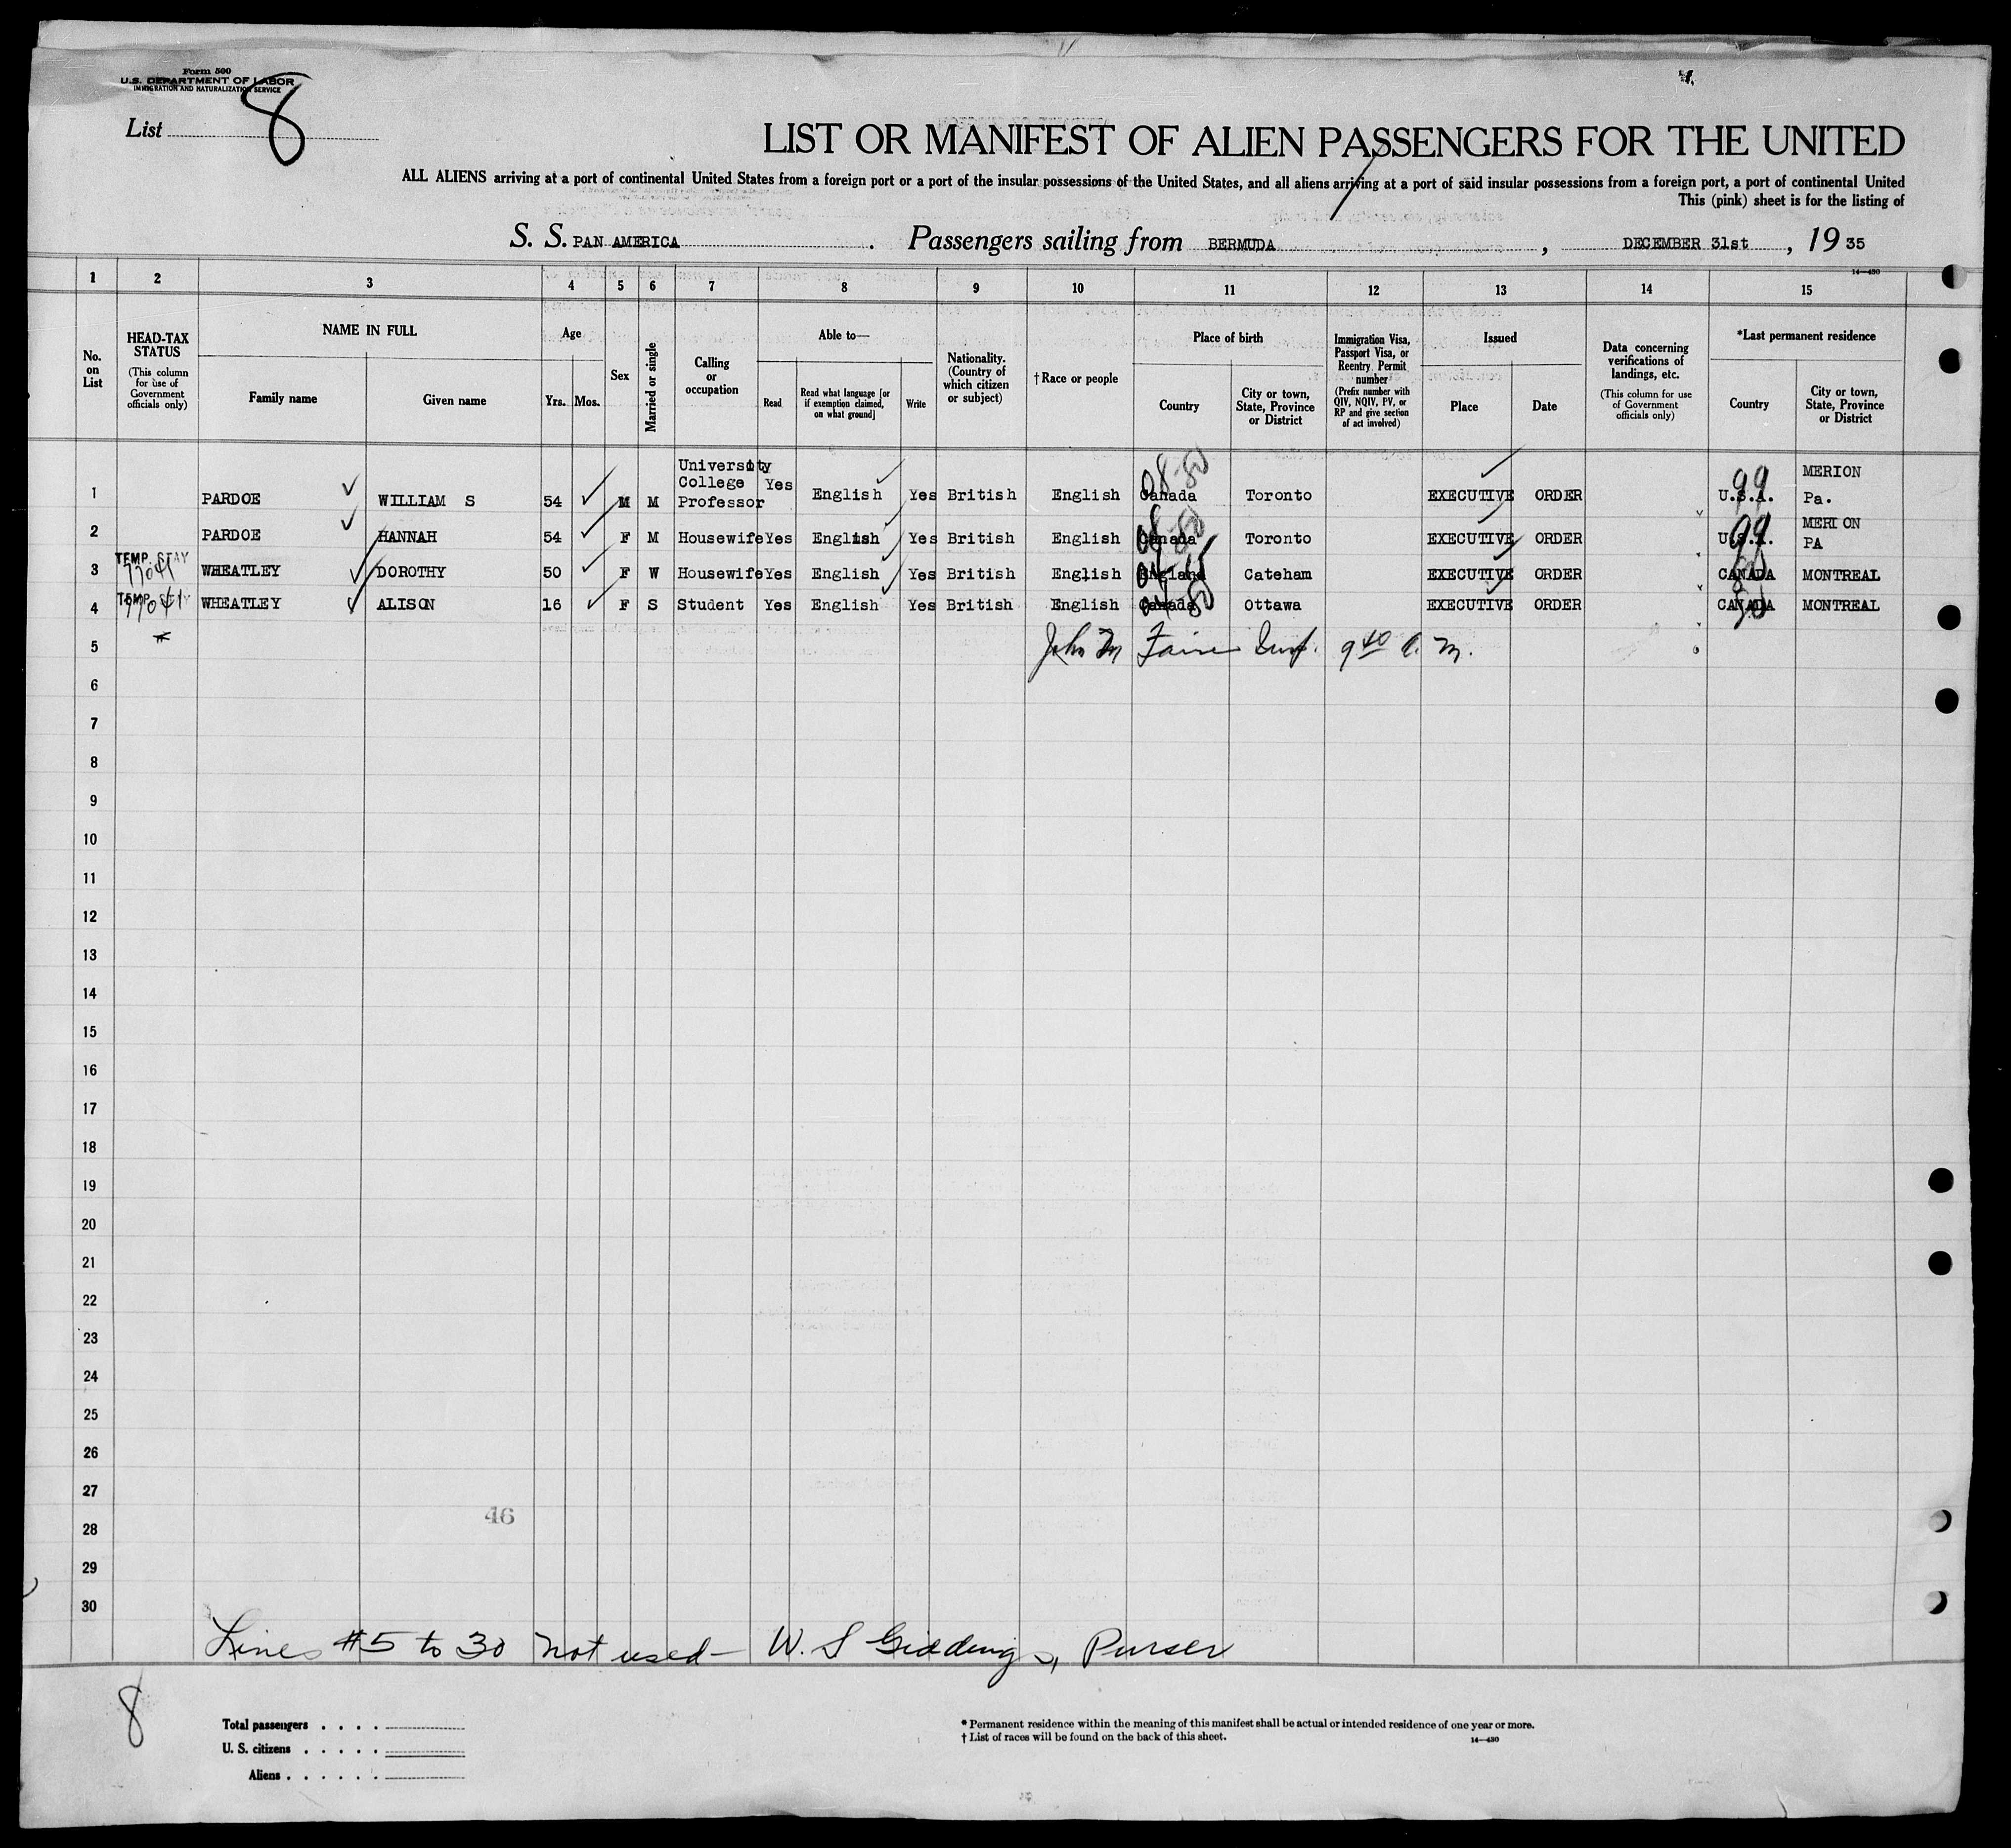 Form 500
U.S. DEPARTMENT OF LABOR
IMMIGRATION AND NATURALIZATION SERVICE
List 8
LIST OR MANIFEST OF ALIEN PASSENGERS FOR THE UNITED
ALL ALIENS arriving at a port of continental United States from a foreign port or a port of the insular possessions of the United States, and all aliens arriving at a port of said insular possessions from a foreign port, a port of continental United
This (pink) sheet is for the listing of
S. S. PAN AMERICA . Passengers sailing from BERMUDA , DECEMBER 31st , 19 35
14—430
1 2 3 4 5 6 7 8 9 10 11 12 13 14 15
No. on List
HEAD-TAX STATUS
(This column for use of Government officials only)
NAME IN FULL
Family name
Given name
Age
Yrs. Mos.
Sex
Married or single
Calling or occupation
Able to—
Read
Read what language [or if exemption claimed, on what ground]
Write
Nationality. (Country of which citizen or subject)
† Race or people
Place of birth
Country
City or town, State, Province or District
Immigration Visa, Passport Visa, or Reentry Permit number
(Prefix number with QIV, NQIV, PV, or RP and give section of act involved)
Issued
Place
Date
Data concerning verifications of landings, etc.
(This column for use of Government officials only)
*Last permanent residence
Country
City or town, State, Province or District
1 PARDOE WILLIAM S 54 M M University College Professor Yes English Yes British English Canada Toronto EXECUTIVE ORDER U.S.A. MERION Pa.
08-80 99
2 PARDOE HANNAH 54 F M Housewife Yes English Yes British English Canada Toronto EXECUTIVE ORDER U.S.A. MERION PA
99
3 TEMP. STAY WHEATLEY DOROTHY 50 F W Housewife Yes English Yes British English England Cateham EXECUTIVE ORDER CANADA MONTREAL
4 TEMP. STAY WHEATLEY ALISON 16 F S Student Yes English Yes British English Canada Ottawa EXECUTIVE ORDER CANADA MONTREAL
5 John M 9 40 a. m.
6
7
8
9
10
11
12
13
14
15
16
17
18
19
20
21
22
23
24
25
26
27
46
28
29
30
Lines #5 to 30 not used— W. S Giddings, Purser
8
Total passengers . . . .
U. S. citizens . . . . .
Aliens . . . . . .
* Permanent residence within the meaning of this manifest shall be actual or intended residence of one year or more.
† List of races will be found on the back of this sheet.
14—430